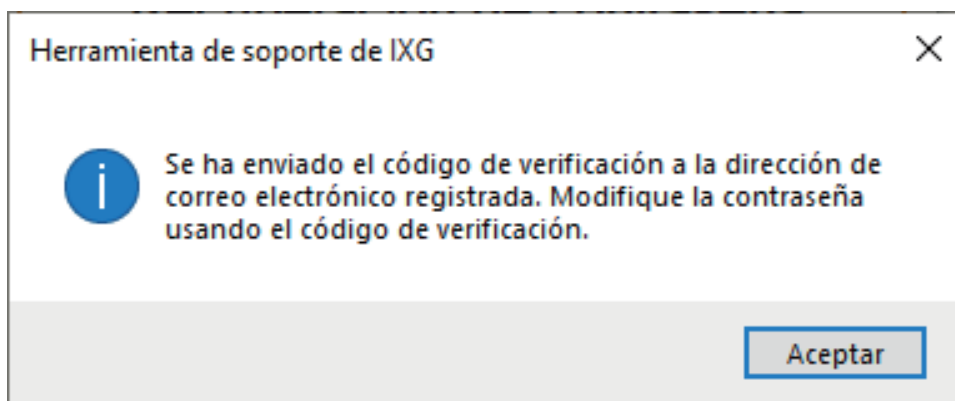 Herramienta de soporte de IXG
Se ha enviado el código de verificación a la dirección de
correo electrónico registrada. Modifique la contraseña
usando el código de verificación.
Aceptar